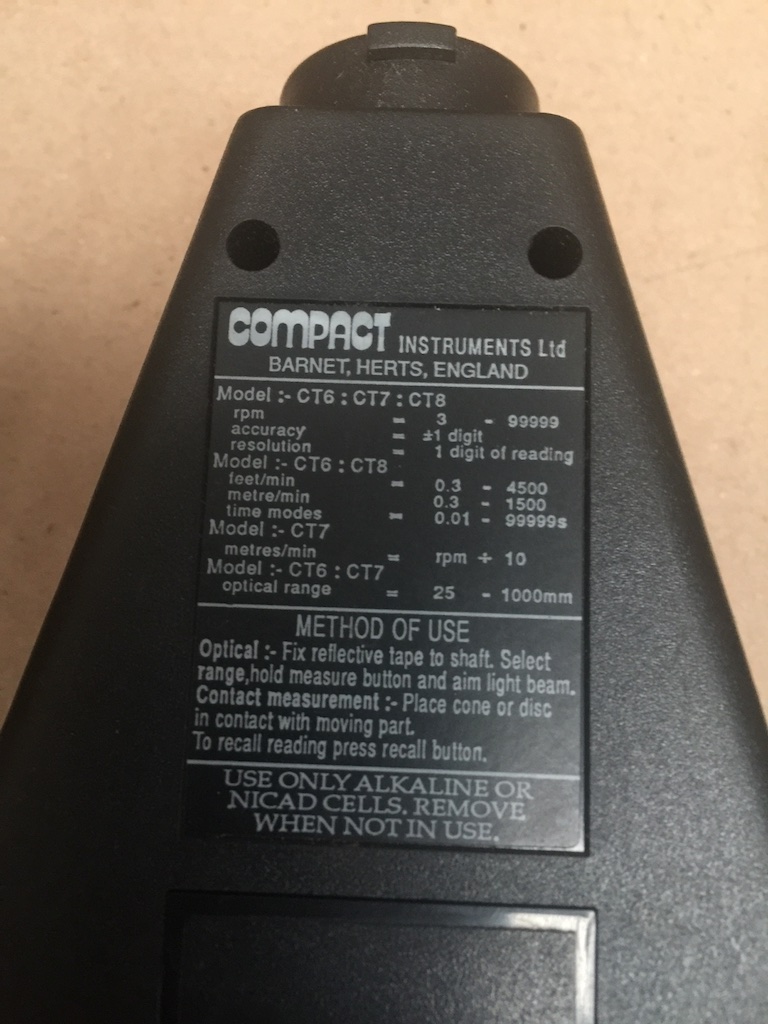 COMPACT INSTRUMENTS Ltd
BARNET, HERTS, ENGLAND
Model :- CT6 : CT7 : CT8
rpm = 3 - 99999
accuracy = ±1 digit
resolution = 1 digit of reading
Model :- CT6 : CT8
feet/min = 0.3 - 4500
metre/min 0.3 - 1500
time modes = 0.01 - 99999s
Model :- CT7
metres/min = rpm ÷ 10
Model :- CT6 : CT7
optical range = 25 - 1000mm
METHOD OF USE
Optical :- Fix reflective tape to shaft. Select
range,hold measure button and aim light beam.
Contact measurement :- Place cone or disc
in contact with moving part.
To recall reading press recall button.
USE ONLY ALKALINE OR
NICAD CELLS. REMOVE
WHEN NOT IN USE.